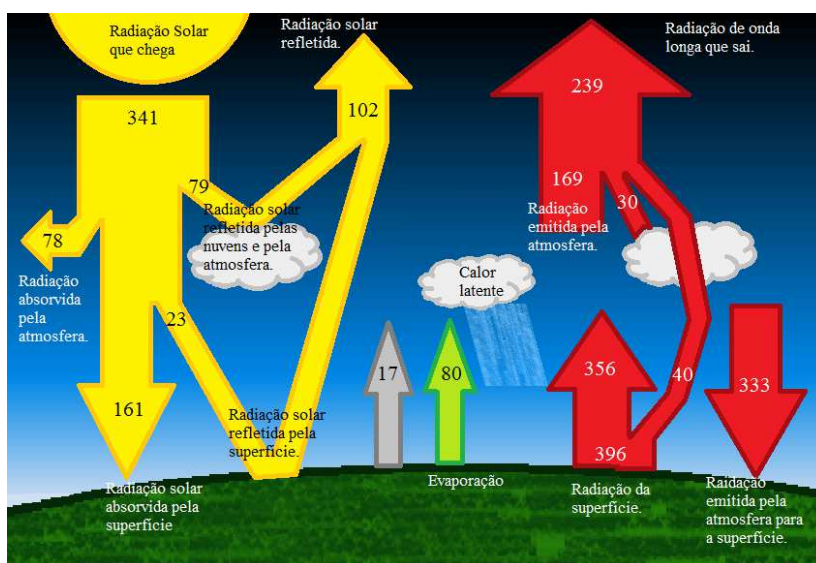 Radiação Solar
que chega
341
79
78
Radiação
absorvida
pela
atmosfera.
23
161
Radiação solar
absorvida pela
superfície
Radiação solar
refletida.
102
Radiação solar
refletida pelas
nuvens e pela
atmosfera.
Radiação solar
refletida pela
superfície.
17
80
Evaporação
Calor
latente
Radiação de onda
longa que sai.
239
169
30
Radiação
emitida pela
atmosfera.
356
40
396
Radiação da
superfície.
333
Raidação
emitida pela
atmosfera para
a superfície.